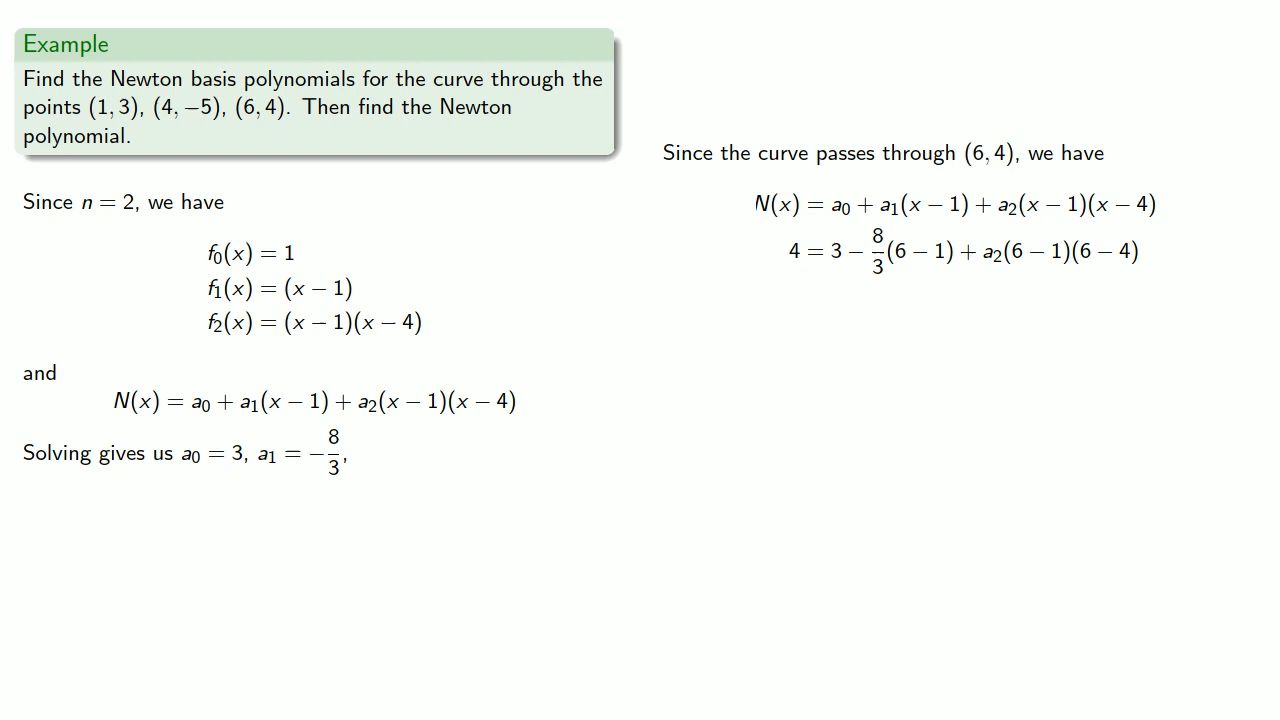 Example
Find the Newton basis polynomials for the curve through the
points (1, 3), (4, −5), (6, 4). Then find the Newton
polynomial.
Since n = 2, we have
f₀(x) = 1
f₁(x) = (x − 1)
f₂(x) = (x − 1)(x − 4)
and
N(x) = a₀ + a₁(x − 1) + a₂(x − 1)(x − 4)
Solving gives us a₀ = 3, a₁ = −8/3,
Since the curve passes through (6, 4), we have
N(x) = a₀ + a₁(x − 1) + a₂(x − 1)(x − 4)
4 = 3 − 8/3(6 − 1) + a₂(6 − 1)(6 − 4)